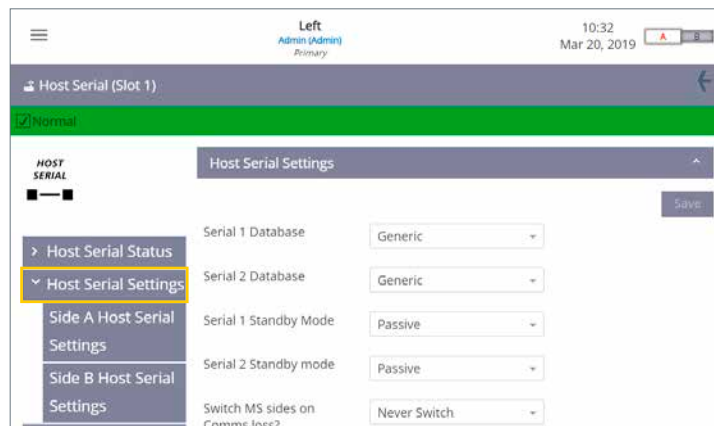 Left
Admin (Admin)
Primary
10:32
Mar 20, 2019
A
B
Host Serial (Slot 1)
Normal
HOST
SERIAL
Host Serial Settings
Save
> Host Serial Status
Host Serial Settings
Side A Host Serial
Settings
Side B Host Serial
Settings
Serial 1 Database
Generic
Serial 2 Database
Generic
Serial 1 Standby Mode
Passive
Serial 2 Standby mode
Passive
Switch MS sides on
Comms loss?
Never Switch